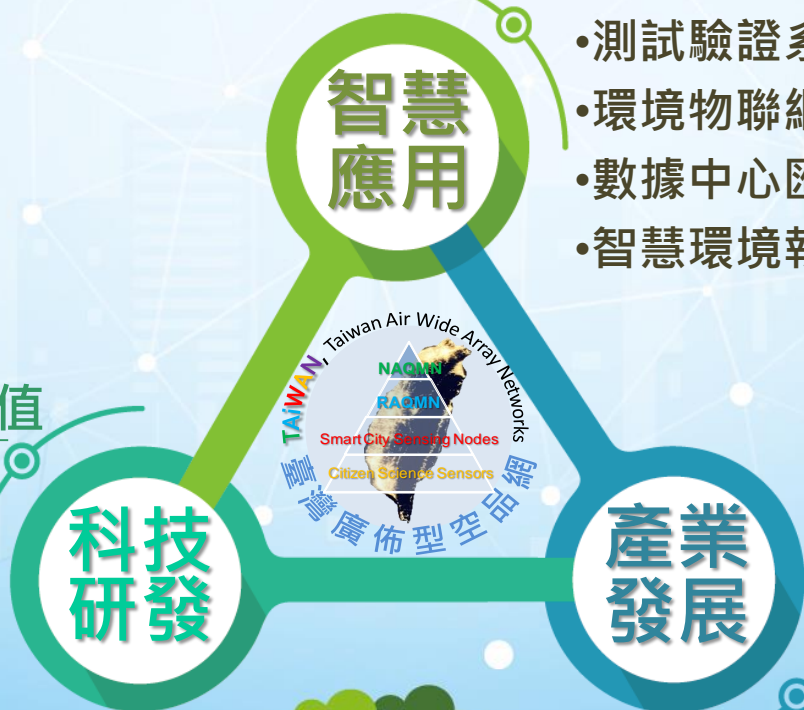 智慧
應用
•測試驗證
•環境物聯
•數據中心
•智慧環境
值
TAiWAN, Taiwan Air Wide Array Networks
NAQMN
RAQMN
Smart City Sensing Nodes
Citizen Science Sensors
臺灣廣佈型空品網
科技
研發
產業
發展